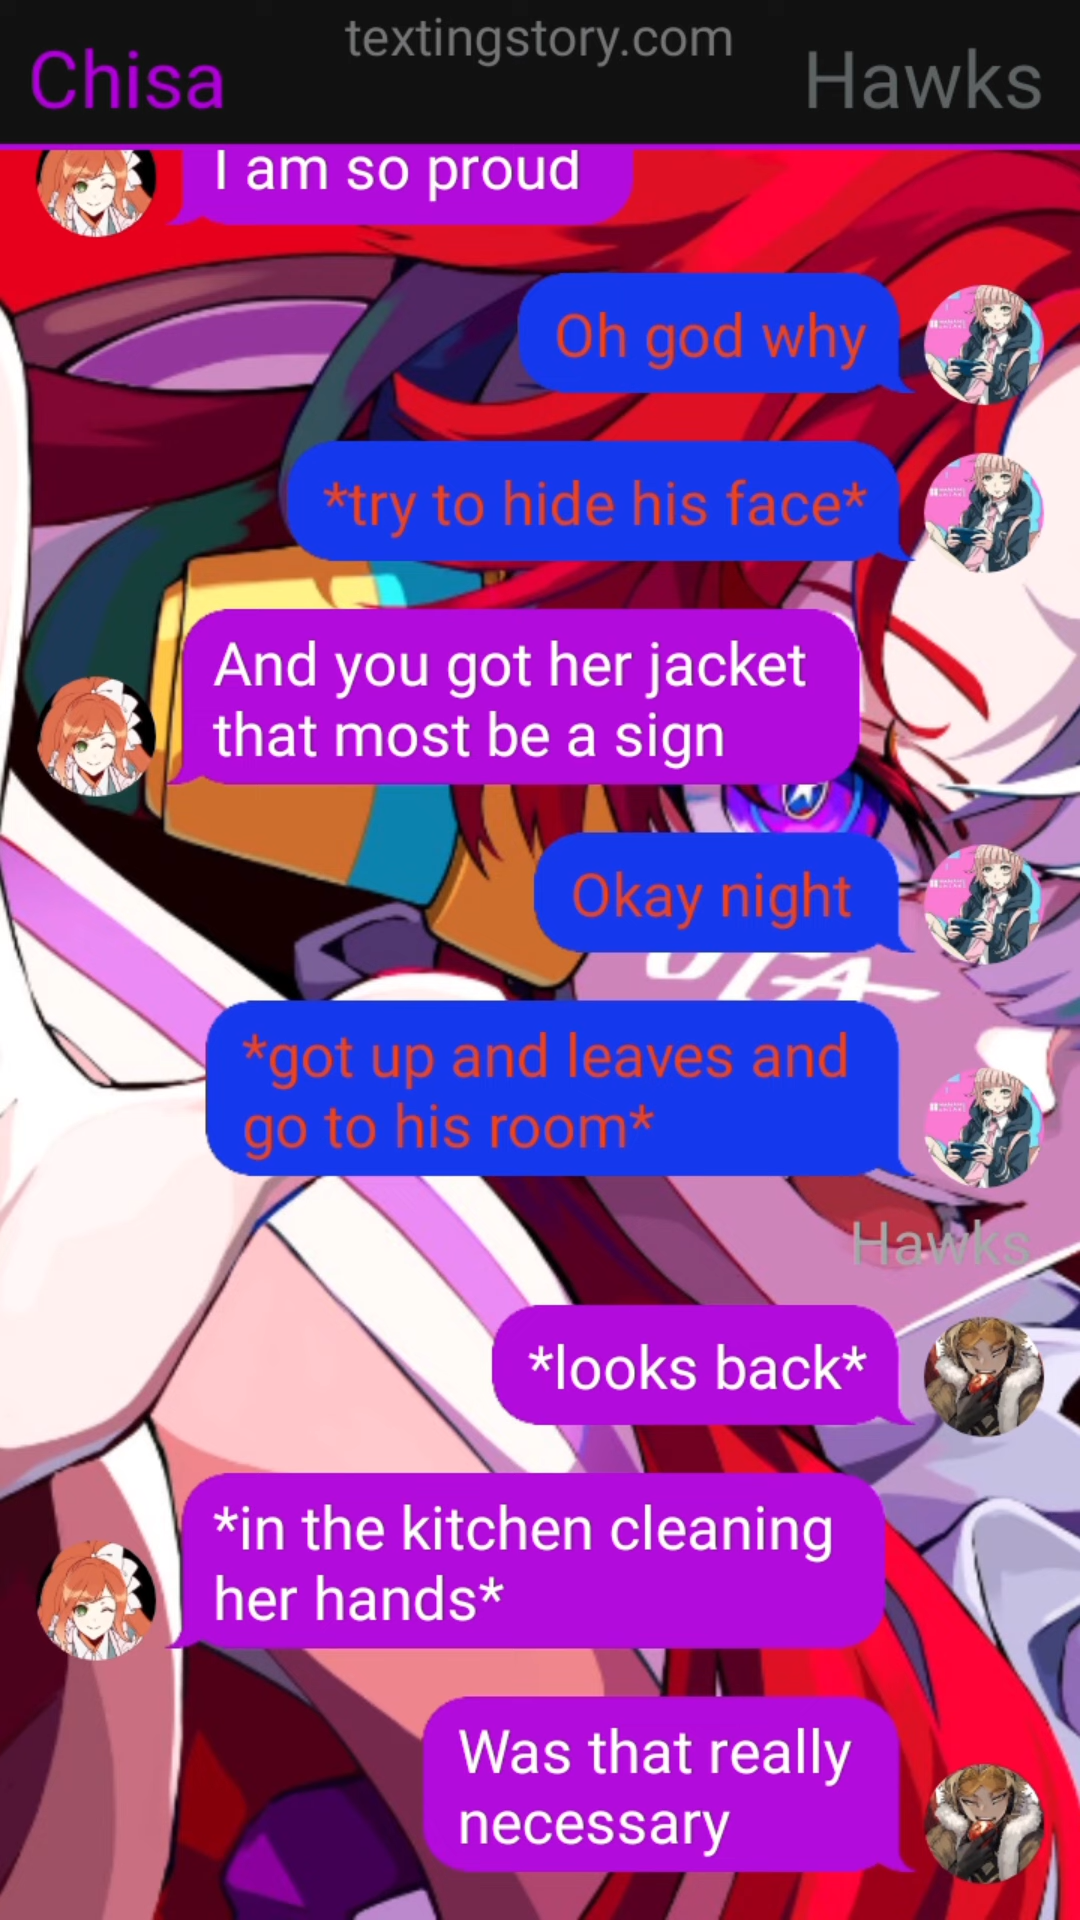 textingstory.com
Chisa
Hawks
I am so proud
Oh god why
*try to hide his face*
And you got her jacket
that most be a sign
Okay night
*got up and leaves and
go to his room*
Hawks
*looks back*
*in the kitchen cleaning
her hands*
Was that really
necessary